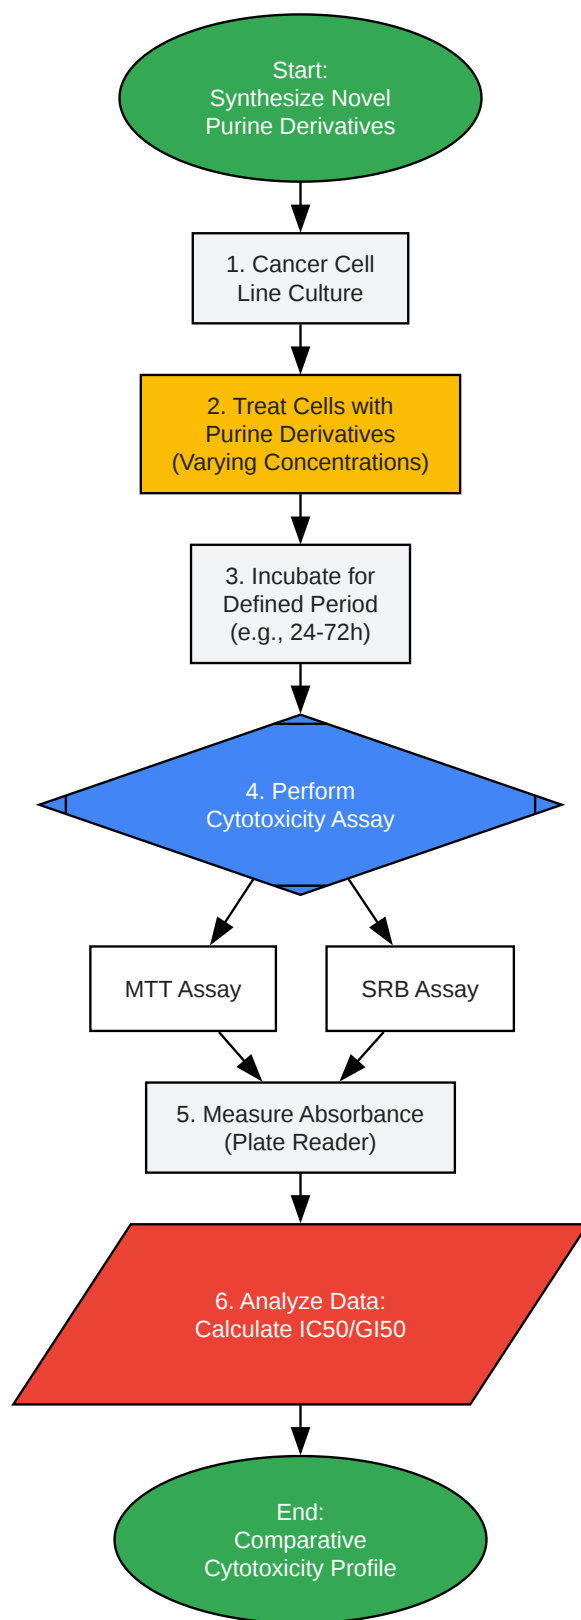 Start:
Synthesize Novel
Purine Derivatives
1. Cancer Cell
Line Culture
2. Treat Cells with
Purine Derivatives
(Varying Concentrations)
3. Incubate for
Defined Period
(e.g., 24-72h)
4. Perform
Cytotoxicity Assay
MTT Assay
SRB Assay
5. Measure Absorbance
(Plate Reader)
6. Analyze Data:
Calculate IC50/GI50
End:
Comparative
Cytotoxicity Profile